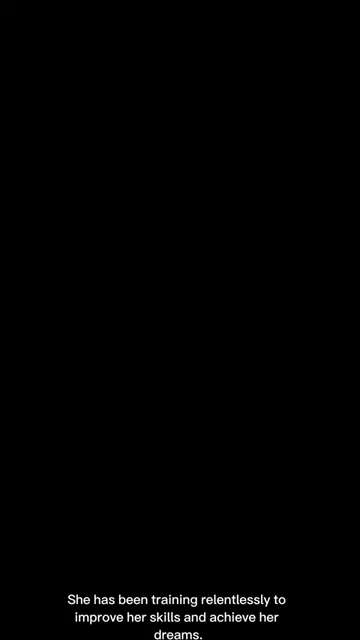 She has been training relentlessly to
improve her skills and achieve her
dreams.